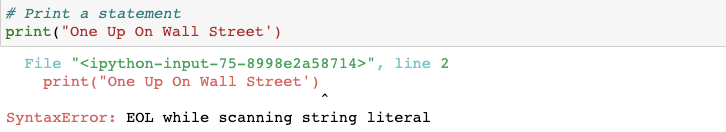 # Print a statement
print("One Up On Wall Street')
File "<ipython-input-75-8998e2a58714>", line 2
print("One Up On Wall Street')
^
SyntaxError: EOL while scanning string literal